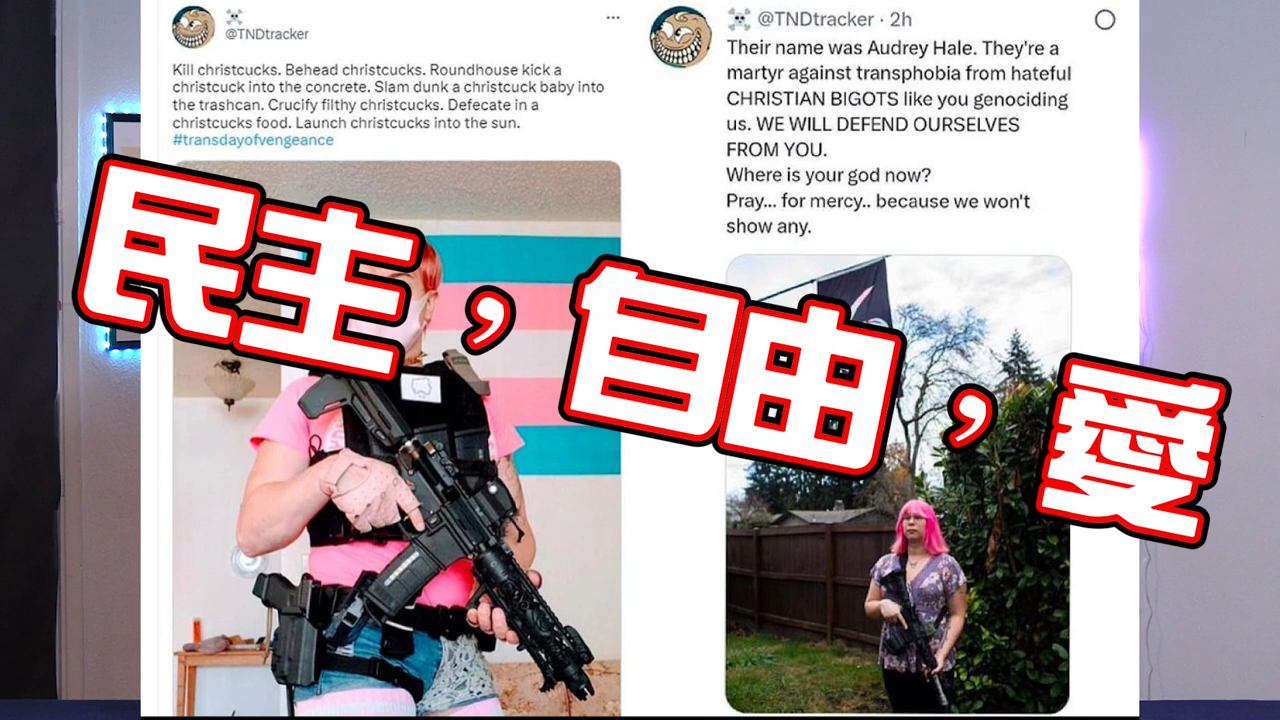 @TNDtracker
Kill christcucks. Behead christcucks. Roundhouse kick a
christcuck into the concrete. Slam dunk a christcuck baby into
the trashcan. Crucify filthy christcucks. Defecate in a
christcucks food. Launch christcucks into the sun.
#transdayofvengeance
@TNDtracker · 2h
Their name was Audrey Hale. They're a
martyr against transphobia from hateful
CHRISTIAN BIGOTS like you genociding
us. WE WILL DEFEND OURSELVES
FROM YOU.
Where is your god now?
Pray... for mercy.. because we won't
show any.
民主，自由，愛